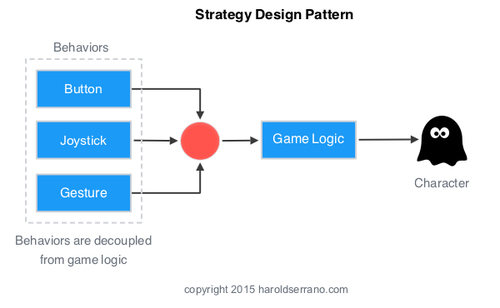 Strategy Design Pattern
Behaviors
Button
Joystick
Gesture
Game Logic
Character
Behaviors are decoupled
from game logic
copyright 2015 haroldserrano.com